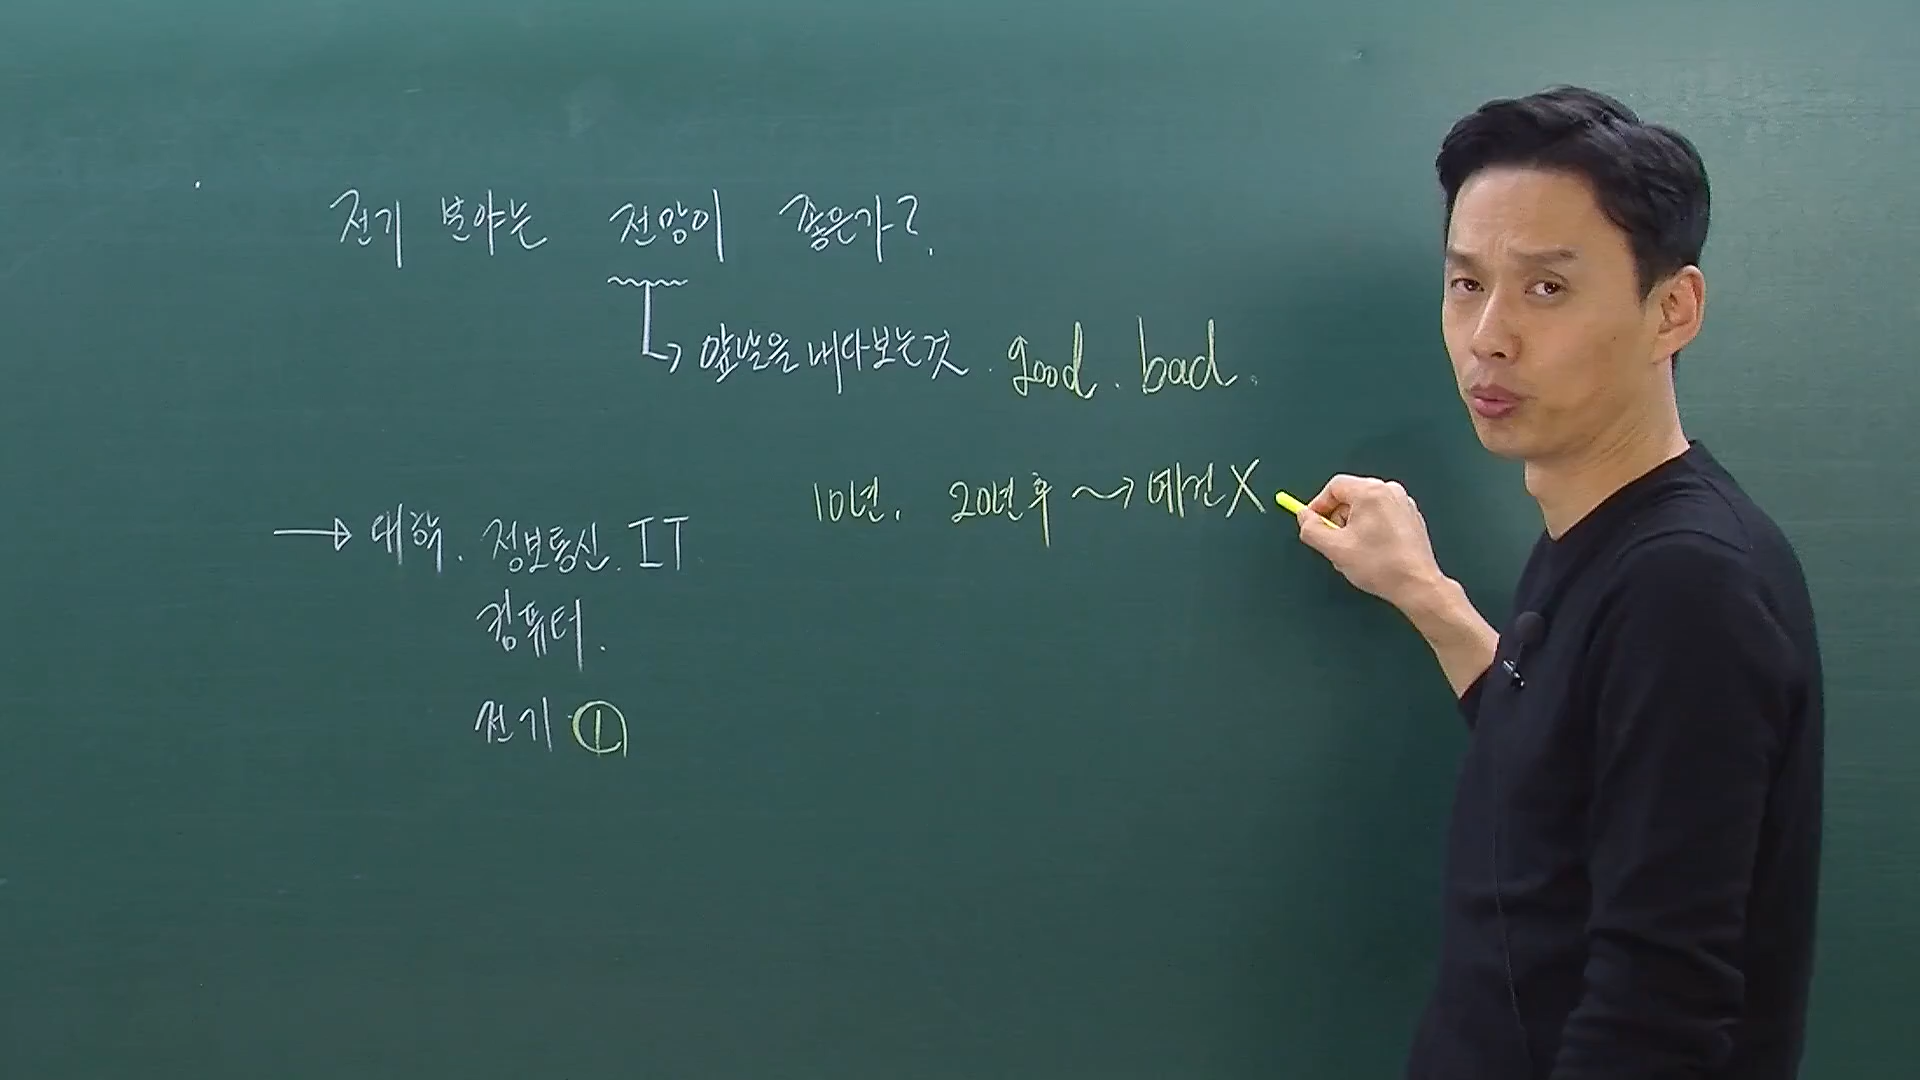 전기 분야는 전망이 좋은가?
↳ 앞날을 내다보는것. good. bad.
10년. 20년후 ~→ 예견X
→ 대학. 정보통신. IT
컴퓨터.
전기 ①